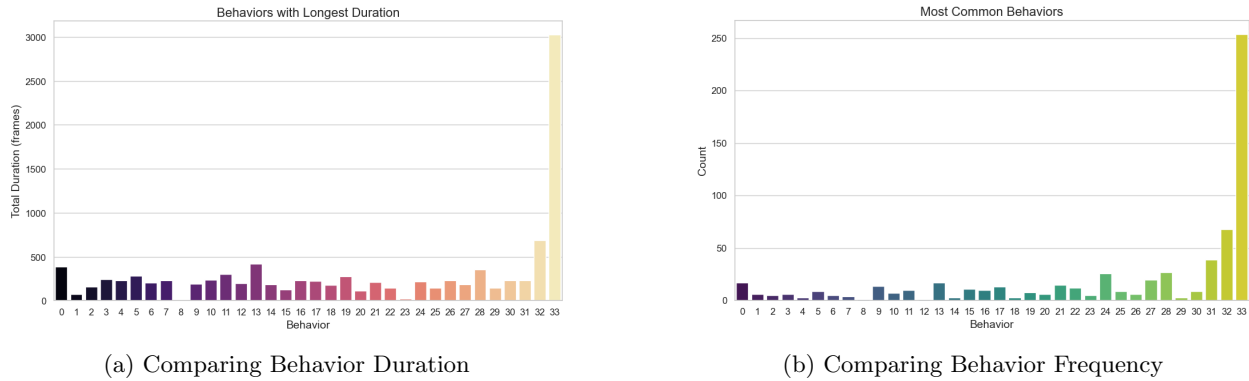 Behaviors with Longest Duration
3000
2500
2000
1500
1000
500
0
Total Duration (frames)
0 1 2 3 4 5 6 7 8 9 10 11 12 13 14 15 16 17 18 19 20 21 22 23 24 25 26 27 28 29 30 31 32 33
Behavior
(a) Comparing Behavior Duration
Most Common Behaviors
250
200
150
100
50
0
Count
0 1 2 3 4 5 6 7 8 9 10 11 12 13 14 15 16 17 18 19 20 21 22 23 24 25 26 27 28 29 30 31 32 33
Behavior
(b) Comparing Behavior Frequency